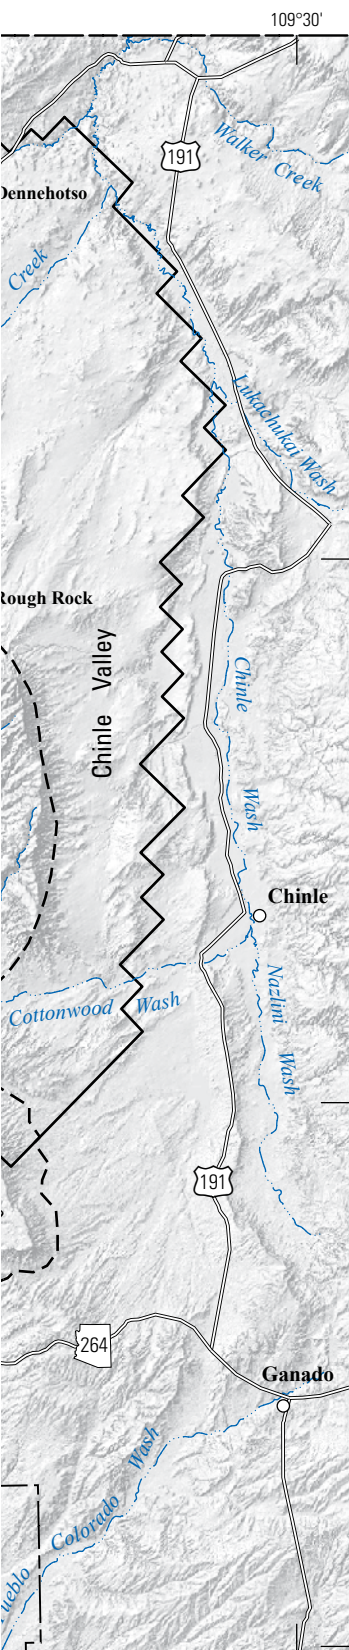 109°30'
Walker Creek
191
Dennehotso
Creek
Lukachukai Wash
Rough Rock
Chinle Valley
Chinle Wash
Chinle
Cottonwood Wash
Nazlini Wash
191
264
Ganado
Pueblo Colorado Wash